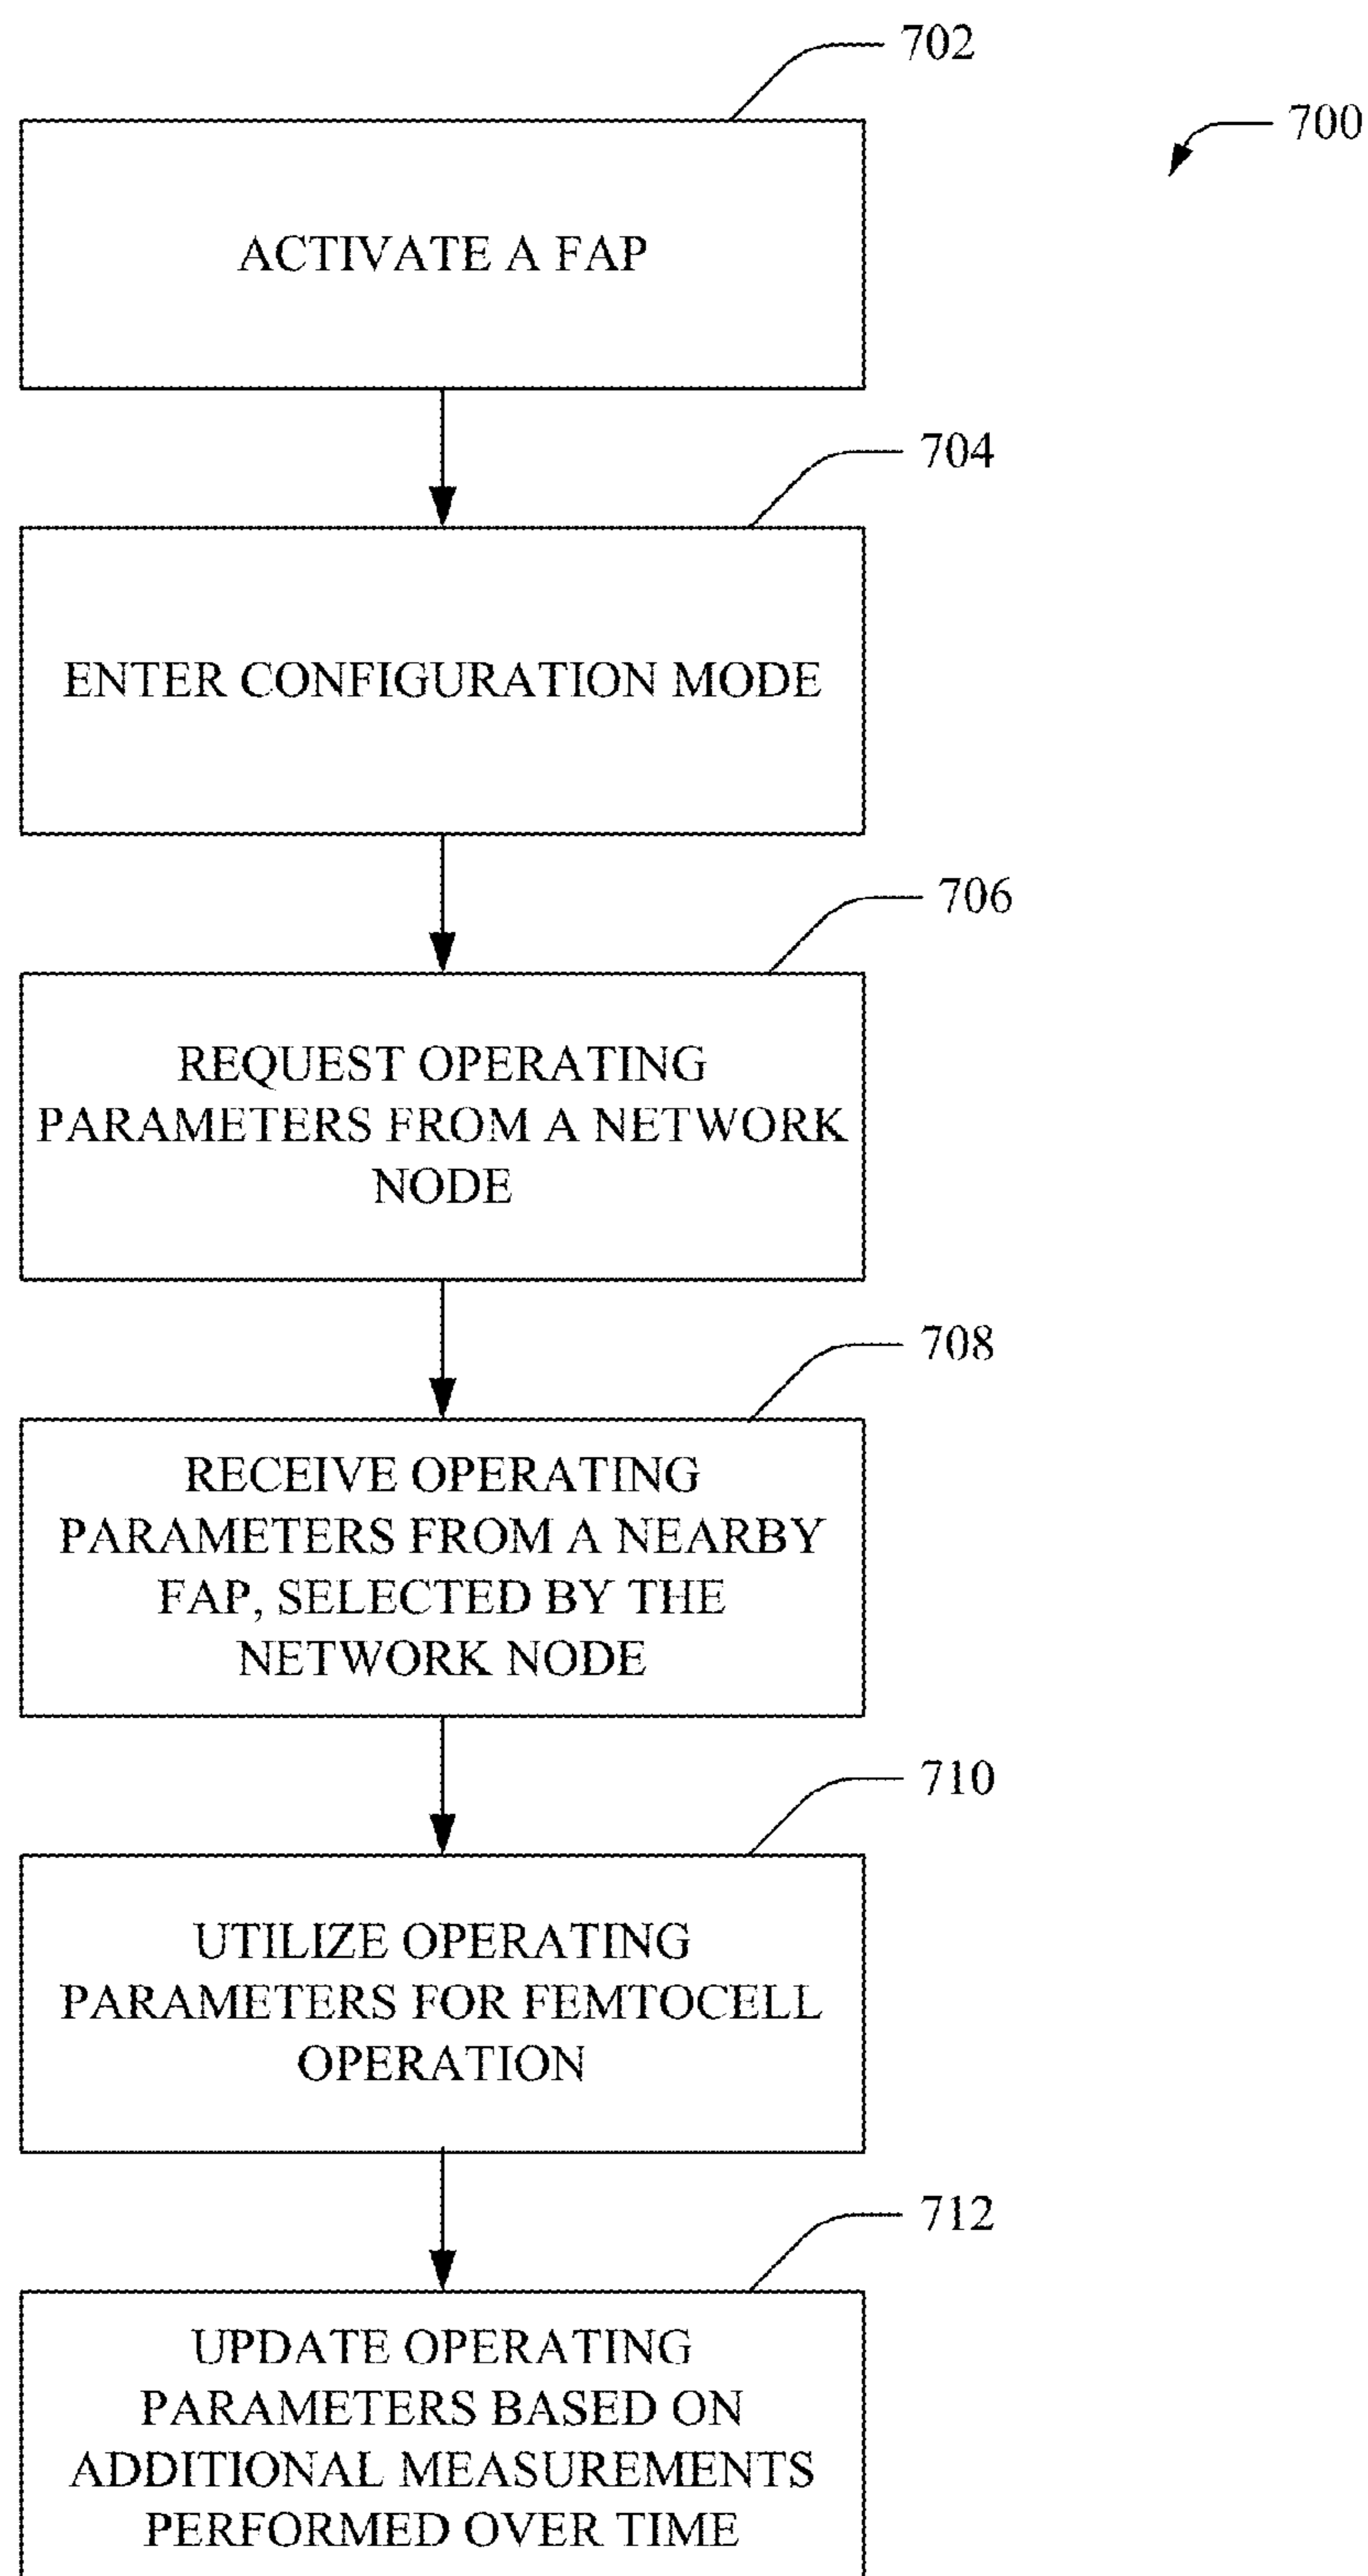 702
700
ACTIVATE A FAP
704
ENTER CONFIGURATION MODE
706
REQUEST OPERATING
PARAMETERS FROM A NETWORK
NODE
708
RECEIVE OPERATING
PARAMETERS FROM A NEARBY
FAP, SELECTED BY THE
NETWORK NODE
710
UTILIZE OPERATING
PARAMETERS FOR FEMTOCELL
OPERATION
712
UPDATE OPERATING
PARAMETERS BASED ON
ADDITIONAL MEASUREMENTS
PERFORMED OVER TIME